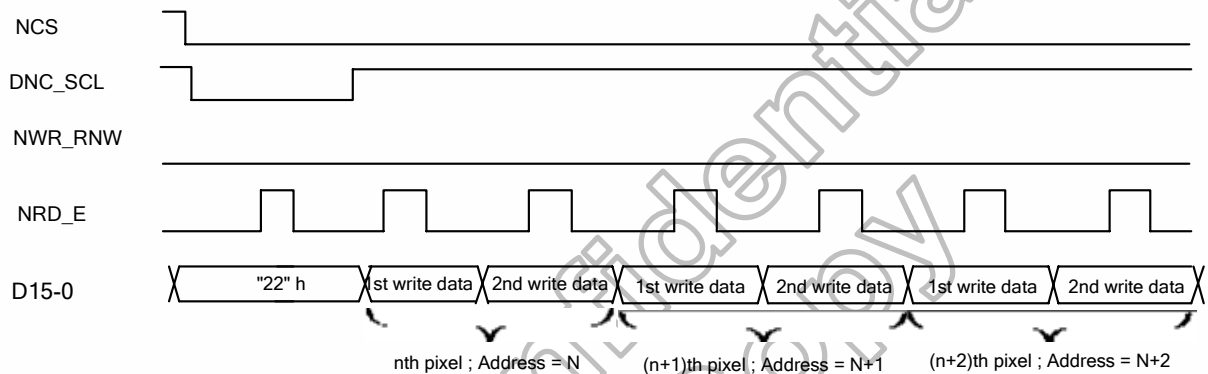 NCS
DNC_SCL
NWR_RNW
NRD_E
D15-0 "22" h 1st write data 2nd write data 1st write data 2nd write data 1st write data 2nd write data
nth pixel ; Address = N (n+1)th pixel ; Address = N+1 (n+2)th pixel ; Address = N+2